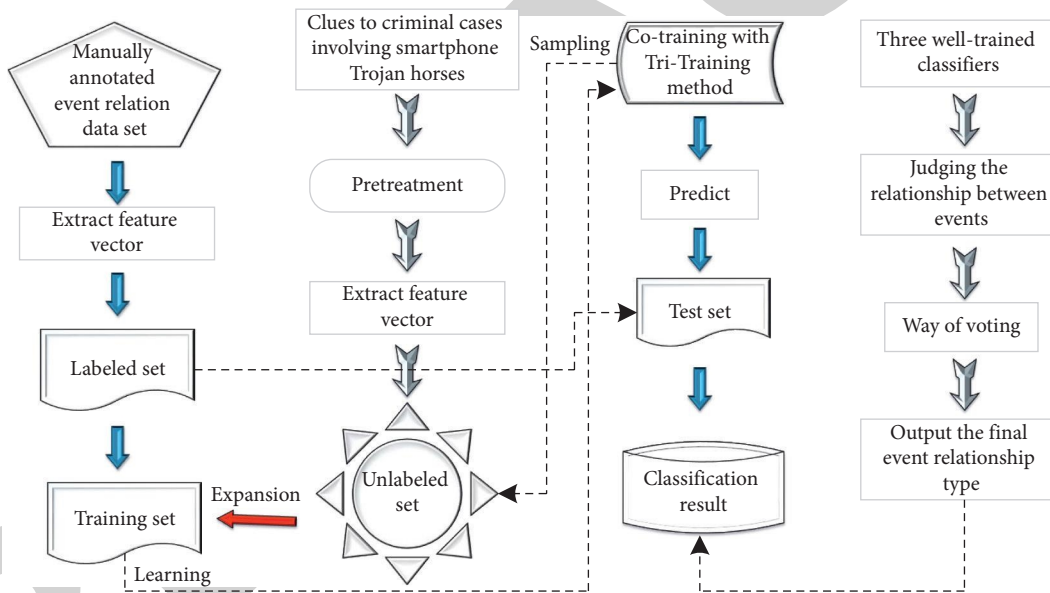 Manually
annotated
event relation
data set
Extract feature
vector
Labeled set
Training set
Learning
Clues to criminal cases
involving smartphone
Trojan horses
Pretreatment
Extract feature
vector
Unlabeled
set
Expansion
Sampling
Co-training with
Tri-Training
method
Predict
Test set
Classification
result
Three well-trained
classifiers
Judging the
relationship between
events
Way of voting
Output the final
event relationship
type